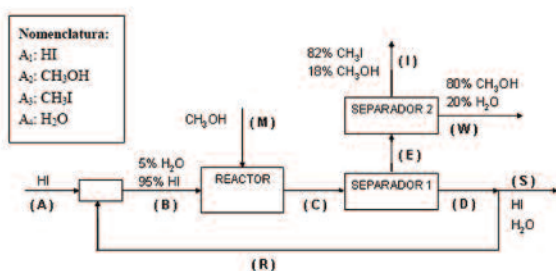 Nomenclatura:
A₁: HI
A₂: CH₃OH
A₃: CH₃I
A₄: H₂O
82% CH₃I
18% CH₃OH
(I)
SEPARADOR 2
80% CH₃OH
20% H₂O
(W)
CH₃OH
(M)
(E)
HI
(A)
5% H₂O
95% HI
(B)
REACTOR
(C)
SEPARADOR 1
(D)
(S)
HI
H₂O
(R)